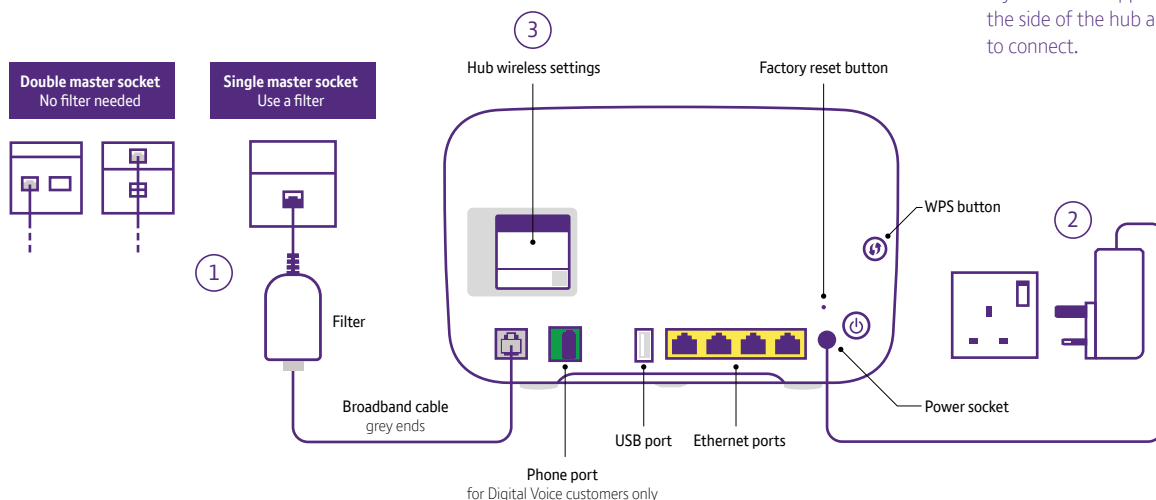 the side of the hub a
to connect.
3
Hub wireless settings
Factory reset button
Double master socket
No filter needed
Single master socket
Use a filter
WPS button
2
1
Filter
Broadband cable
grey ends
Power socket
USB port
Ethernet ports
Phone port
for Digital Voice customers only